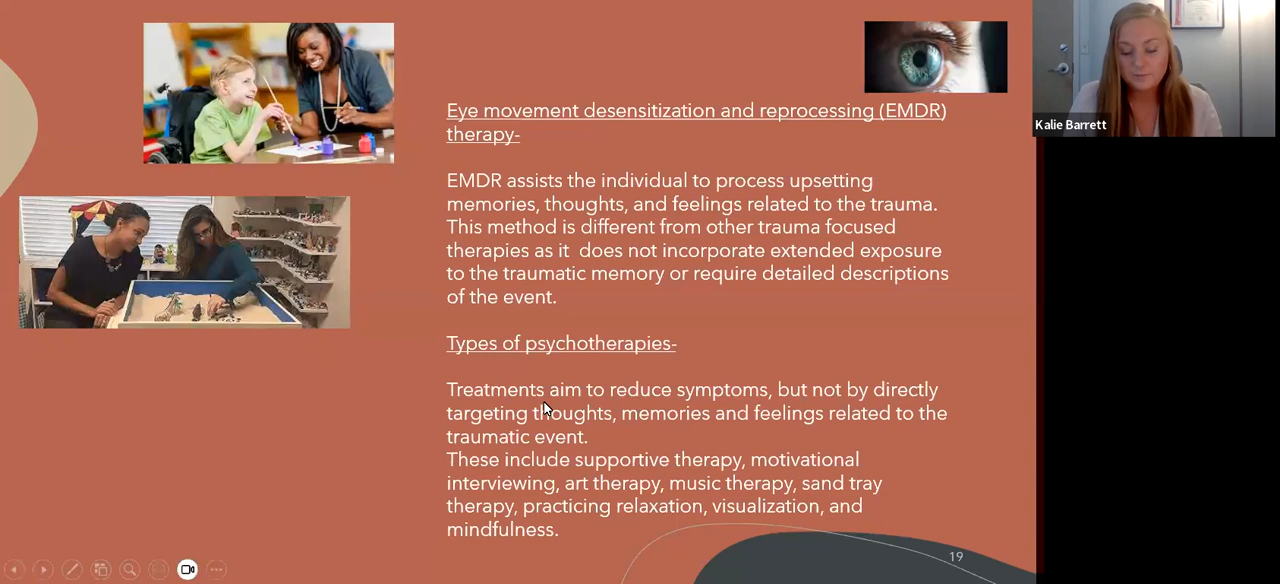 Eye movement desensitization and reprocessing (EMDR)
therapy-
EMDR assists the individual to process upsetting
memories, thoughts, and feelings related to the trauma.
This method is different from other trauma focused
therapies as it  does not incorporate extended exposure
to the traumatic memory or require detailed descriptions
of the event.
Types of psychotherapies-
Treatments aim to reduce symptoms, but not by directly
targeting thoughts, memories and feelings related to the
traumatic event.
These include supportive therapy, motivational
interviewing, art therapy, music therapy, sand tray
therapy, practicing relaxation, visualization, and
mindfulness.
19
Kalie Barrett